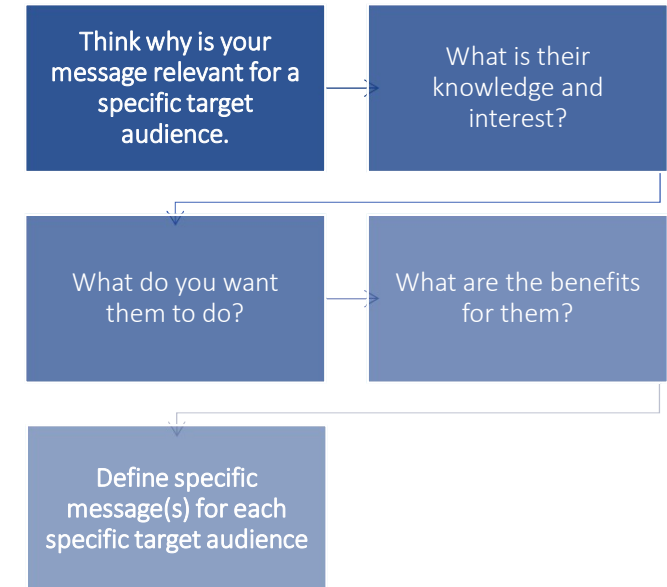 Think why is your
message relevant for a
specific target
audience.
What is their
knowledge and
interest?
What do you want
them to do?
What are the benefits
for them?
Define specific
message(s) for each
specific target audience